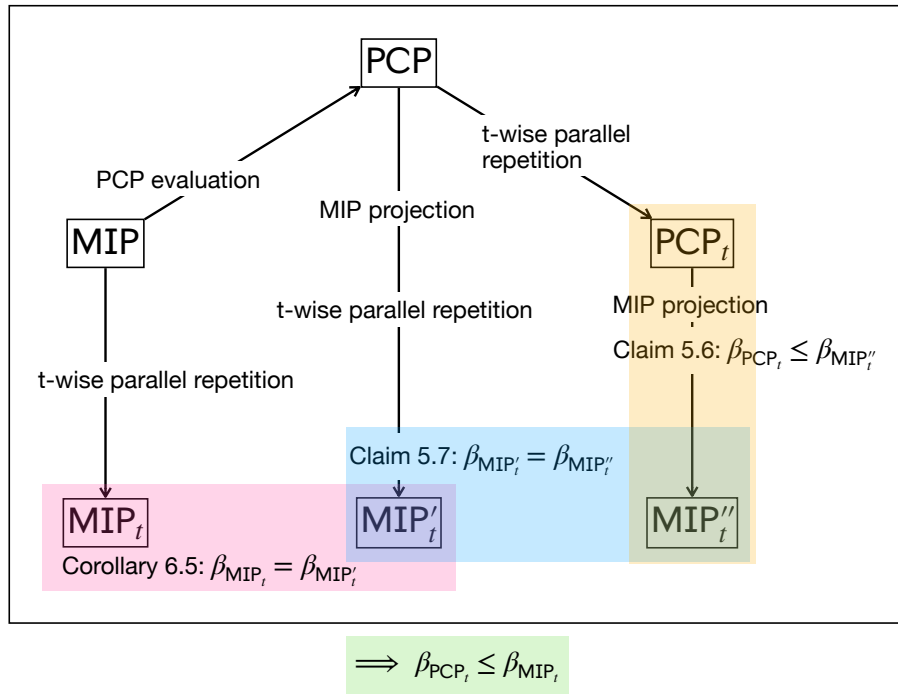 PCP
t-wise parallel
repetition
PCP evaluation
MIP projection
MIP
PCP_t
t-wise parallel repetition
MIP projection
Claim 5.6: β_{PCP_t} ≤ β_{MIP''_t}
t-wise parallel repetition
Claim 5.7: β_{MIP'_t} = β_{MIP''_t}
MIP_t
MIP'_t
MIP''_t
Corollary 6.5: β_{MIP_t} = β_{MIP'_t}
⟹ β_{PCP_t} ≤ β_{MIP_t}